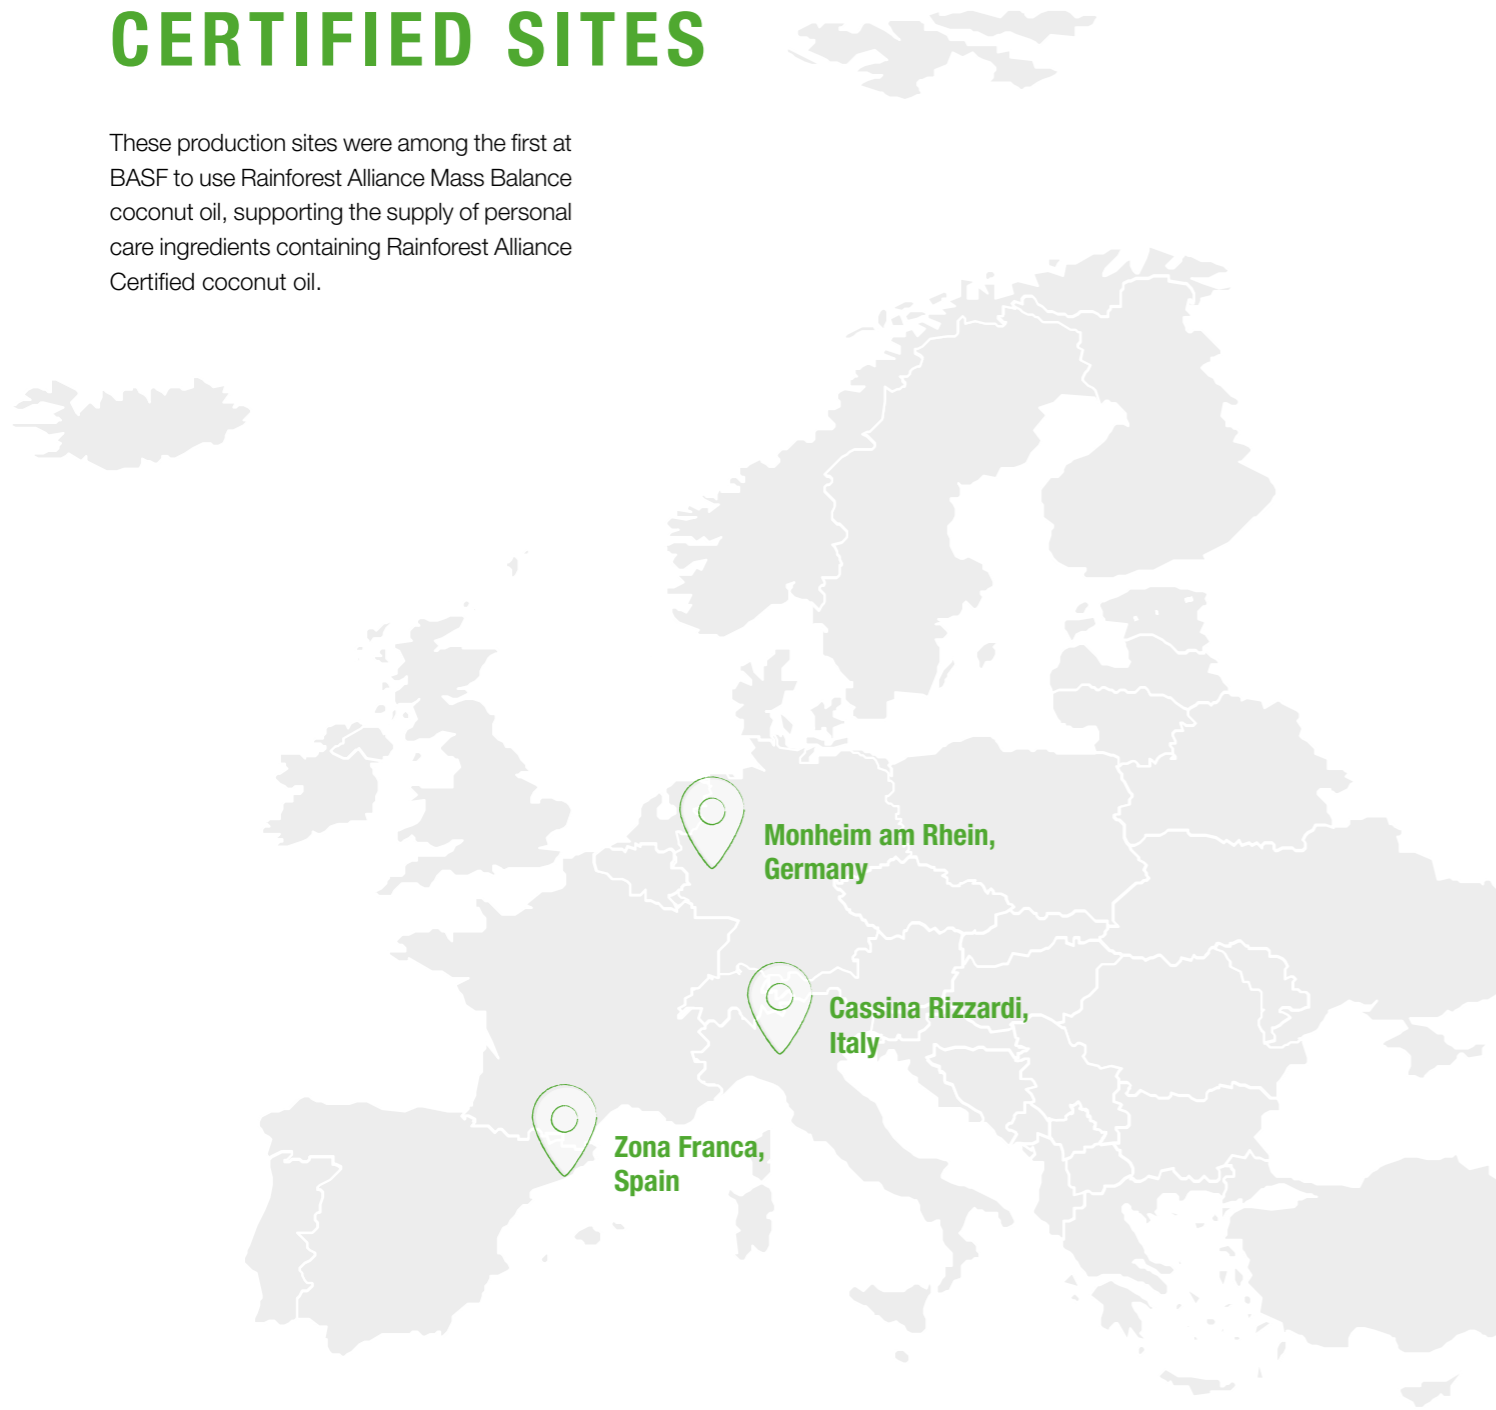 CERTIFIED SITES
These production sites were among the first at
BASF to use Rainforest Alliance Mass Balance
coconut oil, supporting the supply of personal
care ingredients containing Rainforest Alliance
Certified coconut oil.
Monheim am Rhein,
Germany
Cassina Rizzardi,
Italy
Zona Franca,
Spain